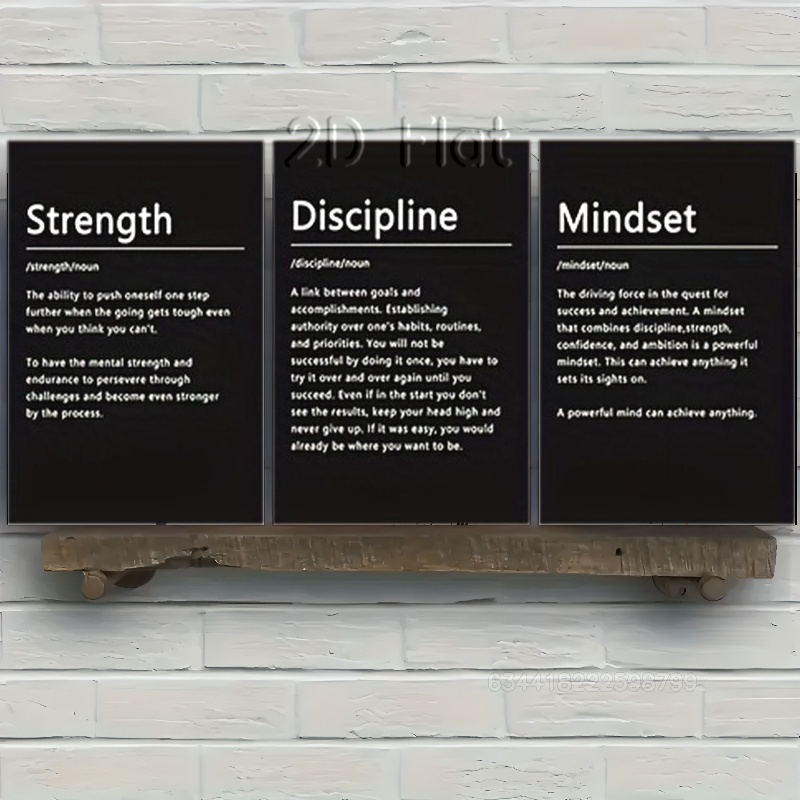 2D Flat
Strength
/strength/noun
The ability to push oneself one step
further when the going gets tough even
when you think you can't.
To have the mental strength and
endurance to persevere through
challenges and become even stronger
by the process.
Discipline
/discipline/noun
A link between goals and
accomplishments. Establishing
authority over one's habits, routines,
and priorities. You will not be
successful by doing it once, you have to
try it over and over again until you
succeed. Even if in the start you don't
see the results, keep your head high and
never give up. If it was easy, you would
already be where you want to be.
Mindset
/mindset/noun
The driving force in the quest for
success and achievement. A mindset
that combines discipline,strength,
confidence, and ambition is a powerful
mindset. This can achieve anything it
sets its sights on.
A powerful mind can achieve anything.